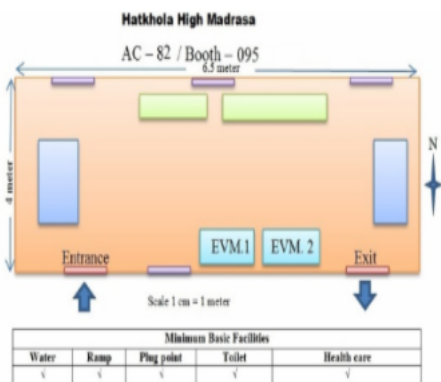 Hatkhola High Madrasa
AC – 82 / Booth – 095
6.5 meter
4 meter
N
EVM.1 EVM. 2
Entrance Exit
Scale 1 cm = 1 meter
Minimum Basic Facilities
Water Ramp Plug point Toilet Health care
√ √ √ √ √